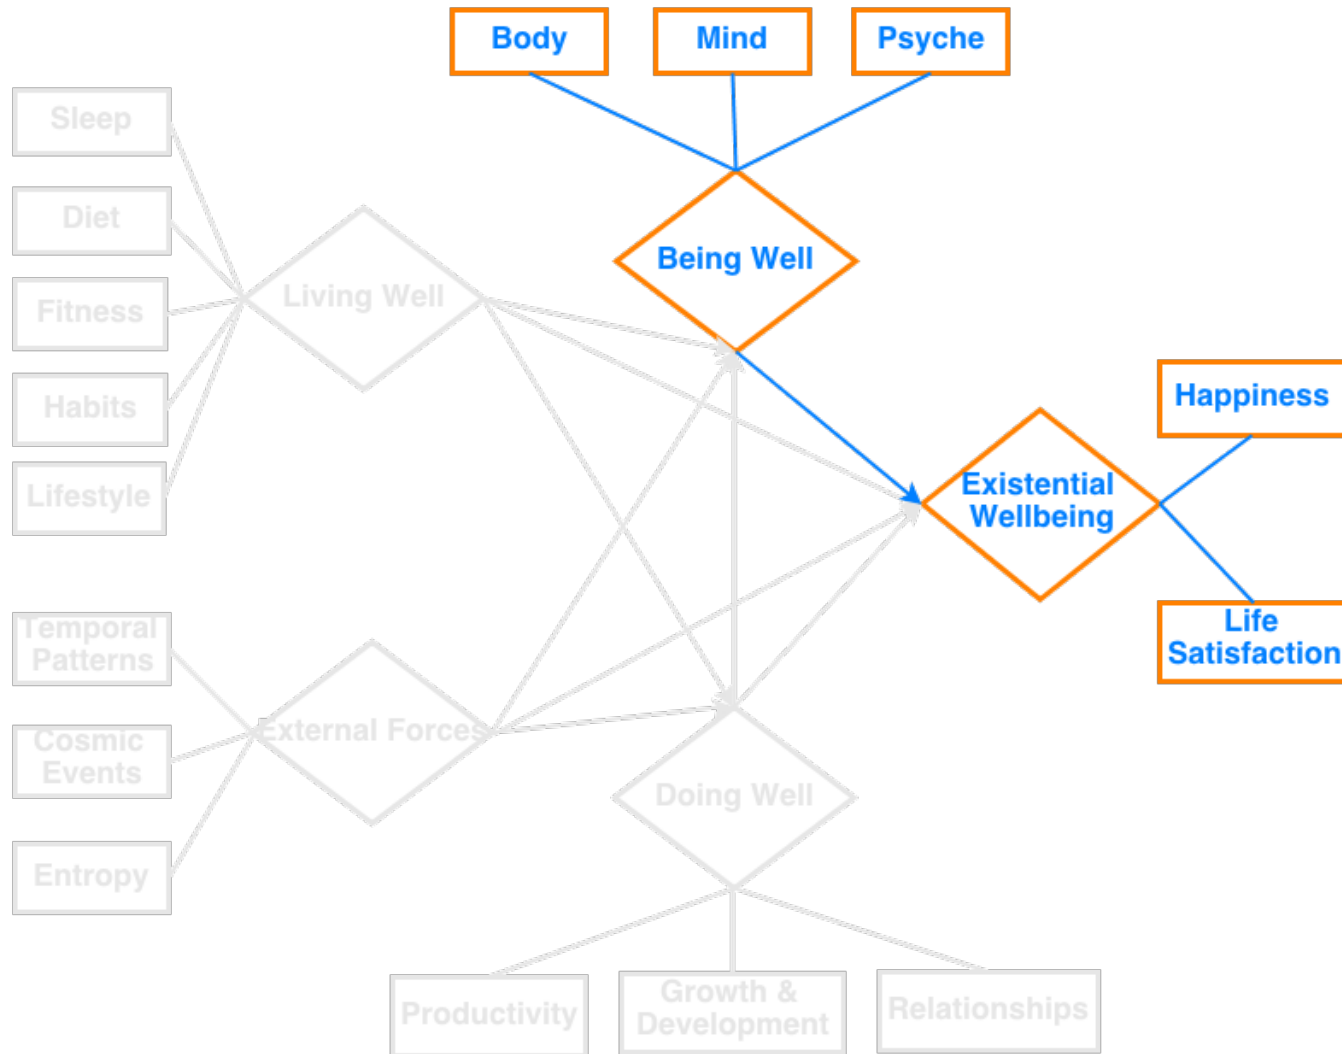 Body
Mind
Psyche
Sleep
Diet
Fitness
Habits
Lifestyle
Living Well
Being Well
Happiness
Existential
Wellbeing
Life
Satisfaction
Temporal
Patterns
Cosmic
Events
Entropy
External Forces
Doing Well
Productivity
Growth &
Development
Relationships